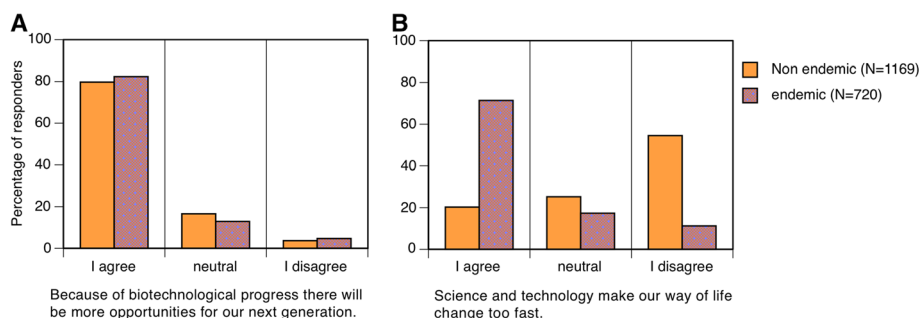 A
B
Percentage of responders
100
80
60
40
20
0
I agree
neutral
I disagree
Because of biotechnological progress there will
be more opportunities for our next generation.
100
80
60
40
20
0
I agree
neutral
I disagree
Science and technology make our way of life
change too fast.
Non endemic (N=1169)
endemic (N=720)